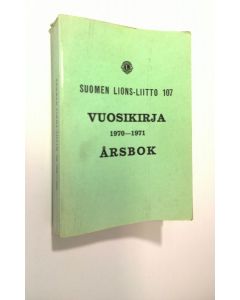 SUOMEN LIONS-LIITTO 107
VUOSIKIRJA
1970—1971
ÅRSBOK